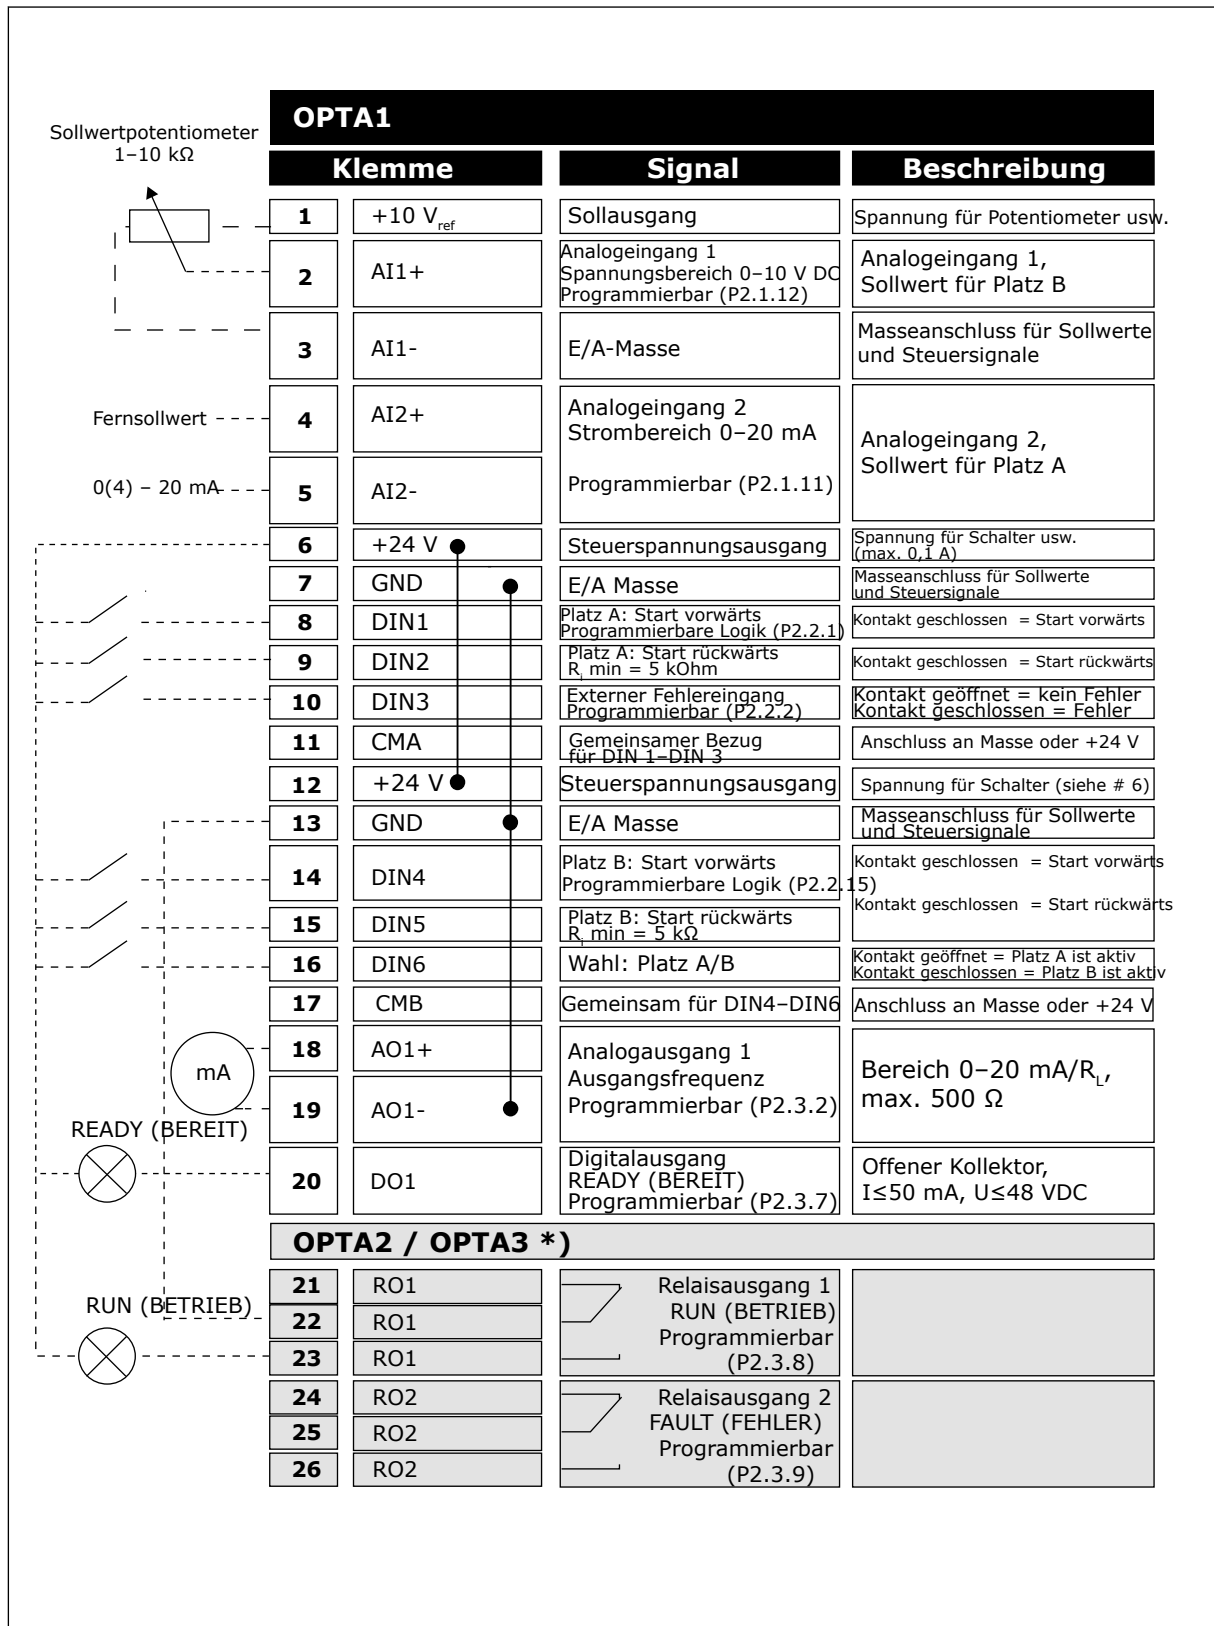 OPTA1
Sollwertpotentiometer
1–10 kΩ
Klemme Signal Beschreibung
1 +10 Vref Sollausgang Spannung für Potentiometer usw.
2 AI1+
Analogeingang 1
Spannungsbereich 0–10 V DC
Programmierbar (P2.1.12)
Analogeingang 1,
Sollwert für Platz B
3 AI1- E/A-Masse
Masseanschluss für Sollwerte
und Steuersignale
Fernsollwert
4 AI2+
Analogeingang 2
Strombereich 0–20 mA
Programmierbar (P2.1.11)
Analogeingang 2,
Sollwert für Platz A
0(4) – 20 mA
5 AI2-
6 +24 V Steuerspannungsausgang
Spannung für Schalter usw.
(max. 0,1 A)
7 GND E/A Masse
Masseanschluss für Sollwerte
und Steuersignale
8 DIN1
Platz A: Start vorwärts
Programmierbare Logik (P2.2.1)
Kontakt geschlossen = Start vorwärts
9 DIN2
Platz A: Start rückwärts
Ri min = 5 kOhm
Kontakt geschlossen = Start rückwärts
10 DIN3
Externer Fehlereingang
Programmierbar (P2.2.2)
Kontakt geöffnet = kein Fehler
Kontakt geschlossen = Fehler
11 CMA
Gemeinsamer Bezug
für DIN 1–DIN 3
Anschluss an Masse oder +24 V
12 +24 V Steuerspannungsausgang Spannung für Schalter (siehe # 6)
13 GND E/A Masse
Masseanschluss für Sollwerte
und Steuersignale
14 DIN4
Platz B: Start vorwärts
Programmierbare Logik (P2.2.15)
Kontakt geschlossen = Start vorwärts
Kontakt geschlossen = Start rückwärts
15 DIN5
Platz B: Start rückwärts
Ri min = 5 kΩ
16 DIN6 Wahl: Platz A/B
Kontakt geöffnet = Platz A ist aktiv
Kontakt geschlossen = Platz B ist aktiv
17 CMB Gemeinsam für DIN4–DIN6 Anschluss an Masse oder +24 V
mA
18 AO1+
Analogausgang 1
Ausgangsfrequenz
Programmierbar (P2.3.2)
Bereich 0–20 mA/RL,
max. 500 Ω
19 AO1-
READY (BEREIT)
20 DO1
Digitalausgang
READY (BEREIT)
Programmierbar (P2.3.7)
Offener Kollektor,
I≤50 mA, U≤48 VDC
OPTA2 / OPTA3 *)
RUN (BETRIEB)
21 RO1
22 RO1
23 RO1
Relaisausgang 1
RUN (BETRIEB)
Programmierbar
(P2.3.8)
24 RO2
25 RO2
26 RO2
Relaisausgang 2
FAULT (FEHLER)
Programmierbar
(P2.3.9)